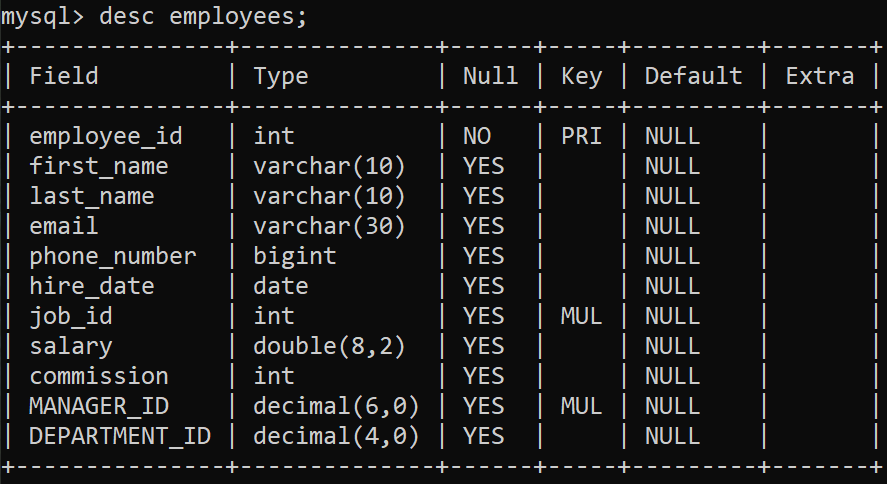 mysql> desc employees;
+---------------+--------------+------+-----+---------+-------+
| Field         | Type         | Null | Key | Default | Extra |
+---------------+--------------+------+-----+---------+-------+
| employee_id   | int          | NO   | PRI | NULL    |       |
| first_name    | varchar(10)  | YES  |     | NULL    |       |
| last_name     | varchar(10)  | YES  |     | NULL    |       |
| email         | varchar(30)  | YES  |     | NULL    |       |
| phone_number  | bigint       | YES  |     | NULL    |       |
| hire_date     | date         | YES  |     | NULL    |       |
| job_id        | int          | YES  | MUL | NULL    |       |
| salary        | double(8,2)  | YES  |     | NULL    |       |
| commission    | int          | YES  |     | NULL    |       |
| MANAGER_ID    | decimal(6,0) | YES  | MUL | NULL    |       |
| DEPARTMENT_ID | decimal(4,0) | YES  |     | NULL    |       |
+---------------+--------------+------+-----+---------+-------+